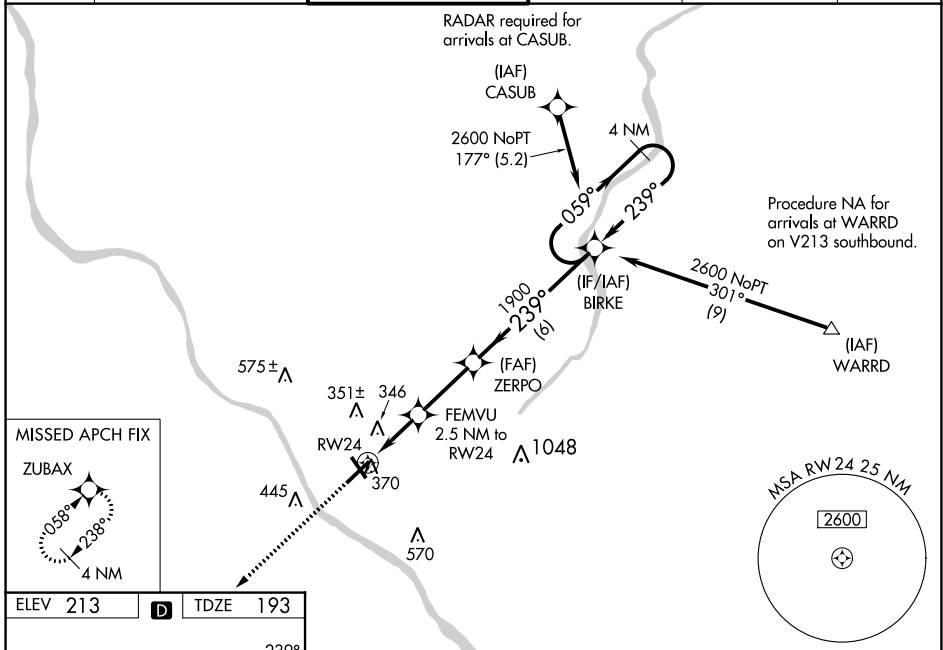 RADAR required for
arrivals at CASUB.
(IAF)
CASUB
2600 NoPT
177° (5.2)
4 NM
059°
239°
Procedure NA for
arrivals at WARRD
on V213 southbound.
(IF/IAF)
BIRKE
2600 NoPT
301°
(9)
(IAF)
WARRD
1900
239°
(6)
(FAF)
ZERPO
575±
351±
346
FEMVU
2.5 NM to
RW24
1048
RW24
370
445
570
MISSED APCH FIX
ZUBAX
058°
238°
4 NM
MSA RW 24 25 NM
2600
ELEV 213
D
TDZE 193